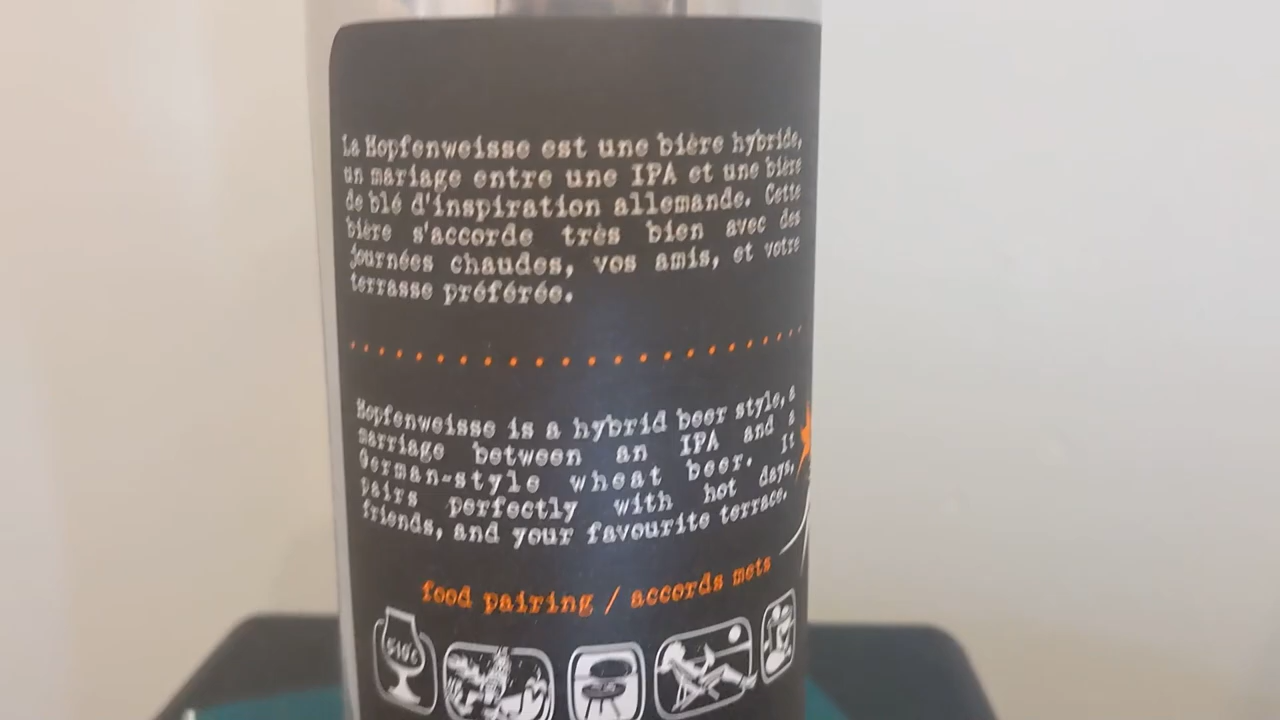 La Hopfenweisse est une bière hybride,
un mariage entre une IPA et une bière
de blé d'inspiration allemande. Cette
bière s'accorde très bien avec des
journées chaudes, vos amis, et votre
terrasse préférée.
Hopfenweisse is a hybrid beer style, a
marriage between an IPA and a
German-style wheat beer. It
pairs perfectly with hot days,
friends, and your favourite terrace.
food pairing / accords mets